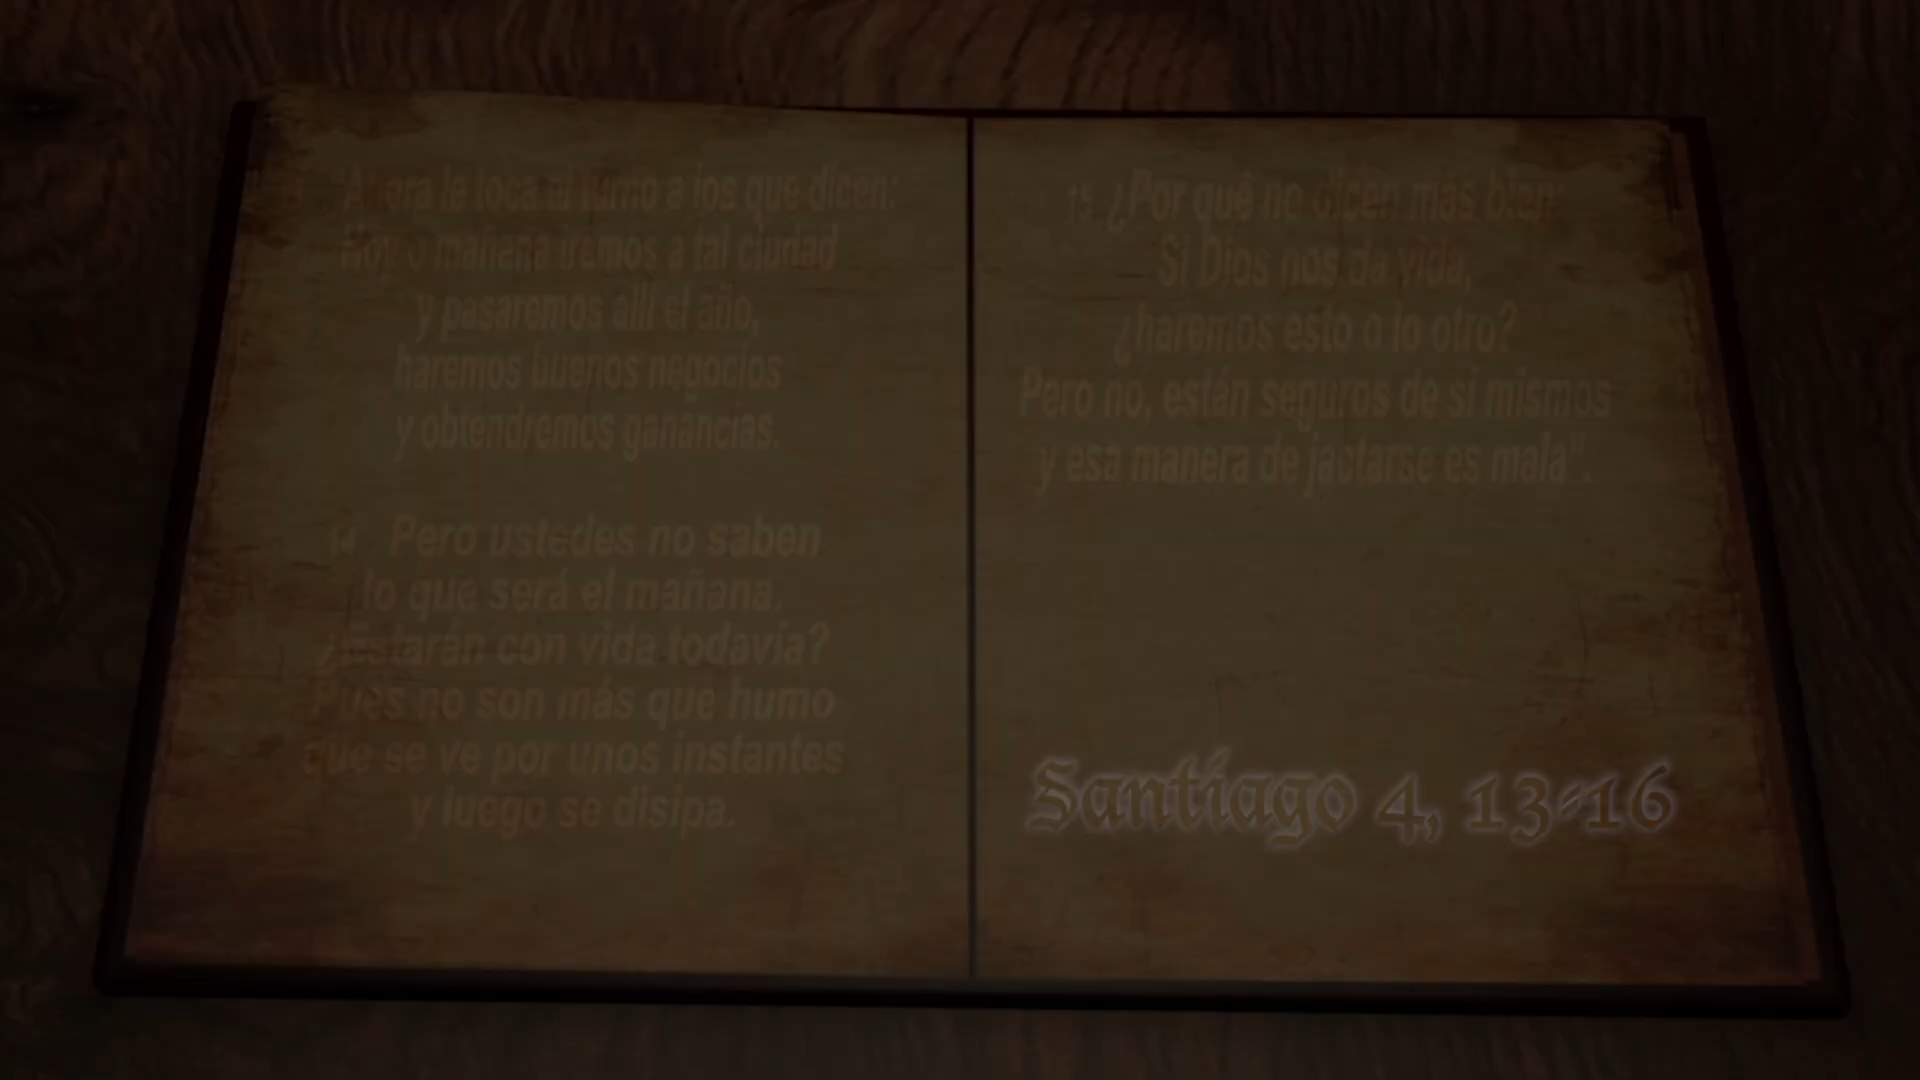 Ahora le toca el turno a los que dicen:
Hoy o mañana iremos a tal ciudad
y pasaremos allí el año,
haremos buenos negocios
y obtendremos ganancias.
14 Pero ustedes no saben
lo que será el mañana.
¿Estarán con vida todavía?
Pues no son más que humo
que se ve por unos instantes
y luego se disipa.
15 ¿Por qué no dicen más bien:
Si Dios nos da vida,
¿haremos esto o lo otro?
Pero no, están seguros de si mismos
y esa manera de jactarse es mala".
Santiago 4, 13-16